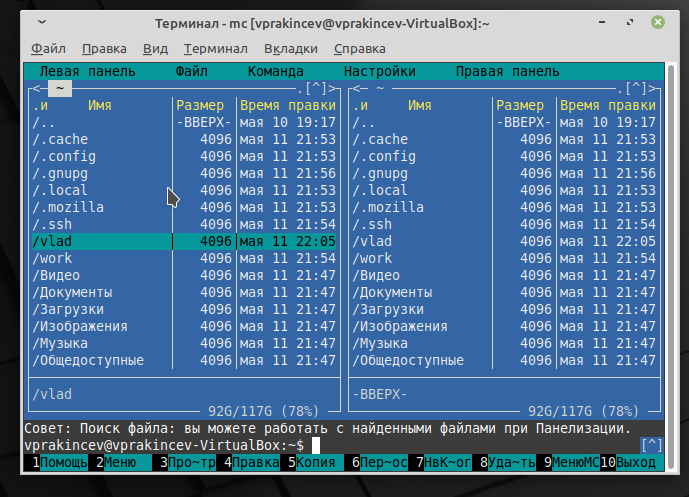 Терминал - mc [vprakincev@vprakincev-VirtualBox]:~
Файл Правка Вид Терминал Вкладки Справка
Левая панель Файл Команда Настройки Правая панель
<- ~ .[^]> <- ~ .[^]>
.и Имя Размер Время правки .и Имя Размер Время правки
/.. -ВВЕРХ- мая 10 19:17 /.. -ВВЕРХ- мая 10 19:17
/.cache 4096 мая 11 21:53 /.cache 4096 мая 11 21:53
/.config 4096 мая 11 21:53 /.config 4096 мая 11 21:53
/.gnupg 4096 мая 11 21:56 /.gnupg 4096 мая 11 21:56
/.local 4096 мая 11 21:53 /.local 4096 мая 11 21:53
/.mozilla 4096 мая 11 21:53 /.mozilla 4096 мая 11 21:53
/.ssh 4096 мая 11 21:54 /.ssh 4096 мая 11 21:54
/vlad 4096 мая 11 22:05 /vlad 4096 мая 11 22:05
/work 4096 мая 11 21:54 /work 4096 мая 11 21:54
/Видео 4096 мая 11 21:47 /Видео 4096 мая 11 21:47
/Документы 4096 мая 11 21:47 /Документы 4096 мая 11 21:47
/Загрузки 4096 мая 11 21:47 /Загрузки 4096 мая 11 21:47
/Изображения 4096 мая 11 21:47 /Изображения 4096 мая 11 21:47
/Музыка 4096 мая 11 21:47 /Музыка 4096 мая 11 21:47
/Общедоступные 4096 мая 11 21:47 /Общедоступные 4096 мая 11 21:47
/vlad -ВВЕРХ-
92G/117G (78%) 92G/117G (78%)
Совет: Поиск файла: вы можете работать с найденными файлами при Панелизации.
vprakincev@vprakincev-VirtualBox:~$ [^]
1Помощь 2Меню 3Про~тр 4Правка 5Копия 6Пер~ос 7НвК~ог 8Уда~ть 9МенюMC 10Выход